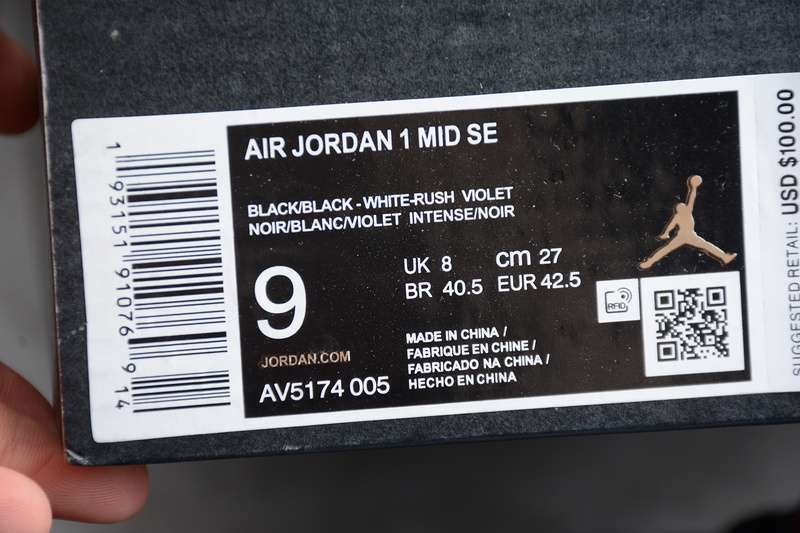 AIR JORDAN 1 MID SE
BLACK/BLACK - WHITE-RUSH VIOLET
NOIR/BLANC/VIOLET INTENSE/NOIR
9
UK 8 cm 27
BR 40.5 EUR 42.5
RFID
JORDAN.COM
AV5174 005
MADE IN CHINA /
FABRIQUE EN CHINE /
FABRICADO NA CHINA /
HECHO EN CHINA
1 93151 91076 9 14
SUGGESTED RETAIL: USD $100.00